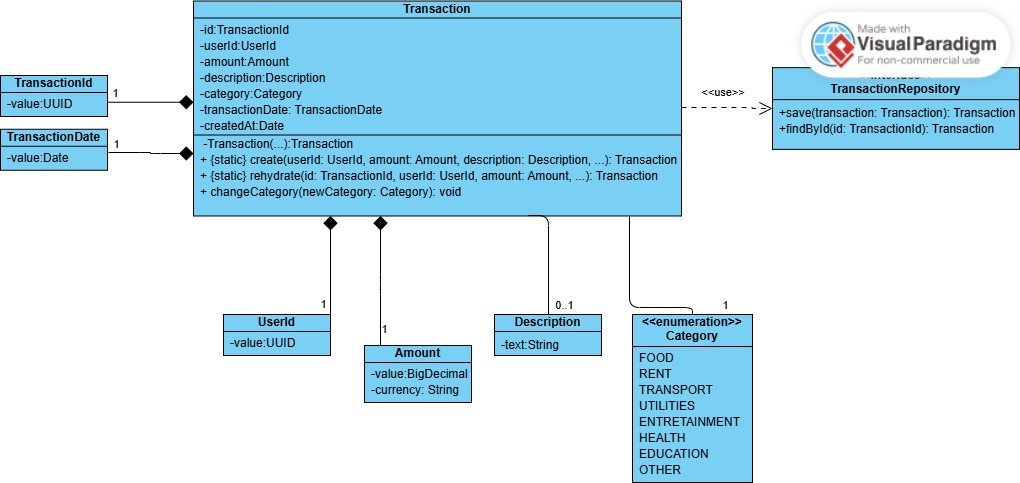 Transaction
-id:TransactionId
-userId:UserId
-amount:Amount
-description:Description
-category:Category
-transactionDate: TransactionDate
-createdAt:Date
-Transaction(...):Transaction
+ {static} create(userId: UserId, amount: Amount, description: Description, ...): Transaction
+ {static} rehydrate(id: TransactionId, userId: UserId, amount: Amount, ...): Transaction
+ changeCategory(newCategory: Category): void
TransactionId
-value:UUID
1
TransactionDate
-value:Date
1
<<use>>
Made with
VisualParadigm
For non-commercial use
TransactionRepository
+save(transaction: Transaction): Transaction
+findById(id: TransactionId): Transaction
1
UserId
-value:UUID
1
Amount
-value:BigDecimal
-currency: String
0..1
Description
-text:String
1
<<enumeration>>
Category
FOOD
RENT
TRANSPORT
UTILITIES
ENTRETAINMENT
HEALTH
EDUCATION
OTHER